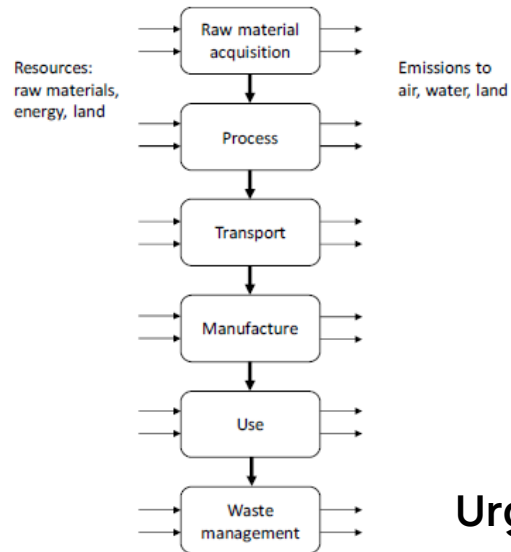 Raw material
acquisition
Resources:
raw materials,
energy, land
Emissions to
air, water, land
Process
Transport
Manufacture
Use
Waste
management